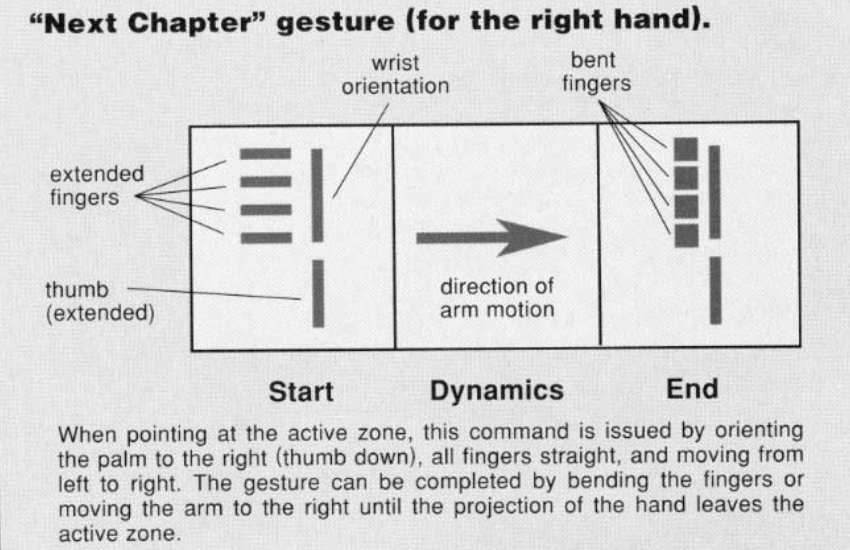 “Next Chapter” gesture (for the right hand).
wrist
orientation
bent
fingers
extended
fingers
thumb
(extended)
direction of
arm motion
Start
Dynamics
End
When pointing at the active zone, this command is issued by orienting
the palm to the right (thumb down), all fingers straight, and moving from
left to right. The gesture can be completed by bending the fingers or
moving the arm to the right until the projection of the hand leaves the
active zone.